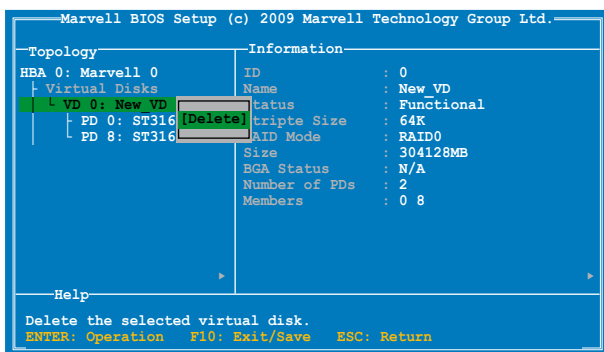 Marvell BIOS Setup (c) 2009 Marvell Technology Group Ltd.
Topology
HBA 0: Marvell 0
Virtual Disks
VD 0: New_VD
PD 0: ST316
PD 8: ST316
[Delete]
Information
ID : 0
Name : New_VD
tatus : Functional
tripte Size : 64K
AID Mode : RAID0
Size : 304128MB
BGA Status : N/A
Number of PDs : 2
Members : 0 8
Help
Delete the selected virtual disk.
ENTER: Operation F10: Exit/Save ESC: Return